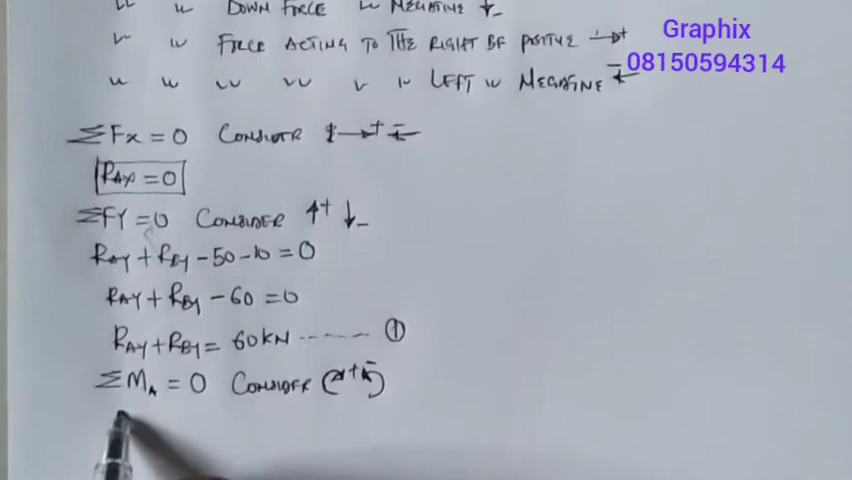 DOWN FORCE " NEGATIVE ↓-
" " FORCE ACTING TO THE RIGHT BE POSITIVE →+
" " " " " " LEFT " NEGATIVE ←-
Graphix
08150594314
ΣFx = 0 CONSIDER →+ ←-
RAX = 0
ΣFY = 0 CONSIDER ↑+ ↓-
RAY + RBY - 50 - 10 = 0
RAY + RBY - 60 = 0
RAY + RBY = 60KN ------- ①
ΣMA = 0 CONSIDER